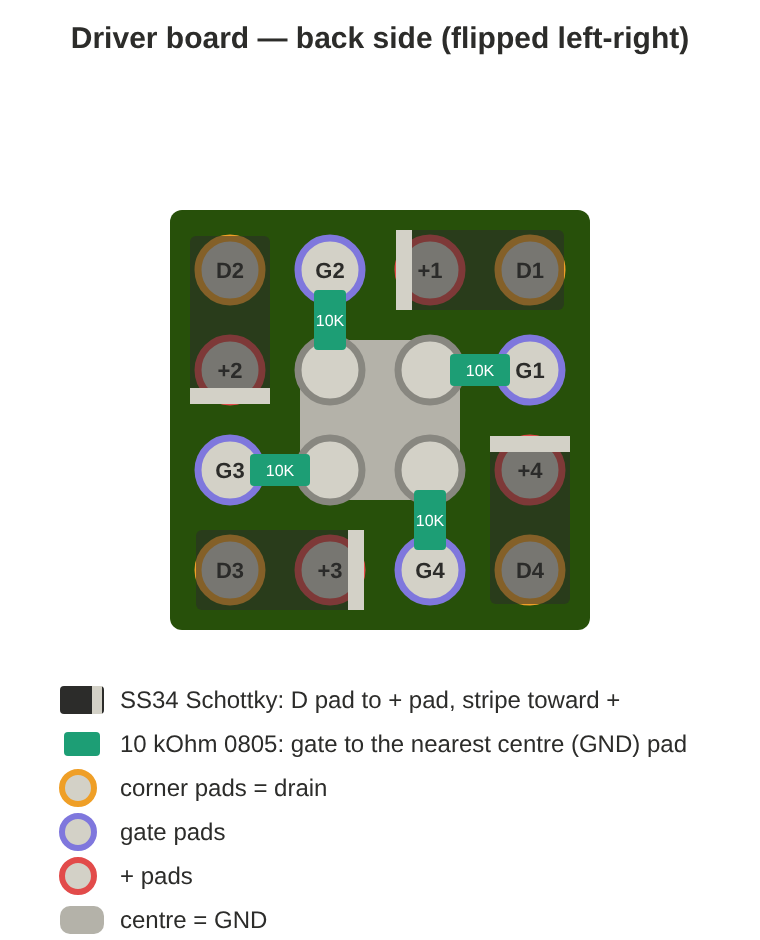 Driver board — back side (flipped left-right)
D2 G2 +1 D1
10K
+2 10K G1
G3 10K +4
10K
D3 +3 G4 D4
SS34 Schottky: D pad to + pad, stripe toward +
10 kOhm 0805: gate to the nearest centre (GND) pad
corner pads = drain
gate pads
+ pads
centre = GND